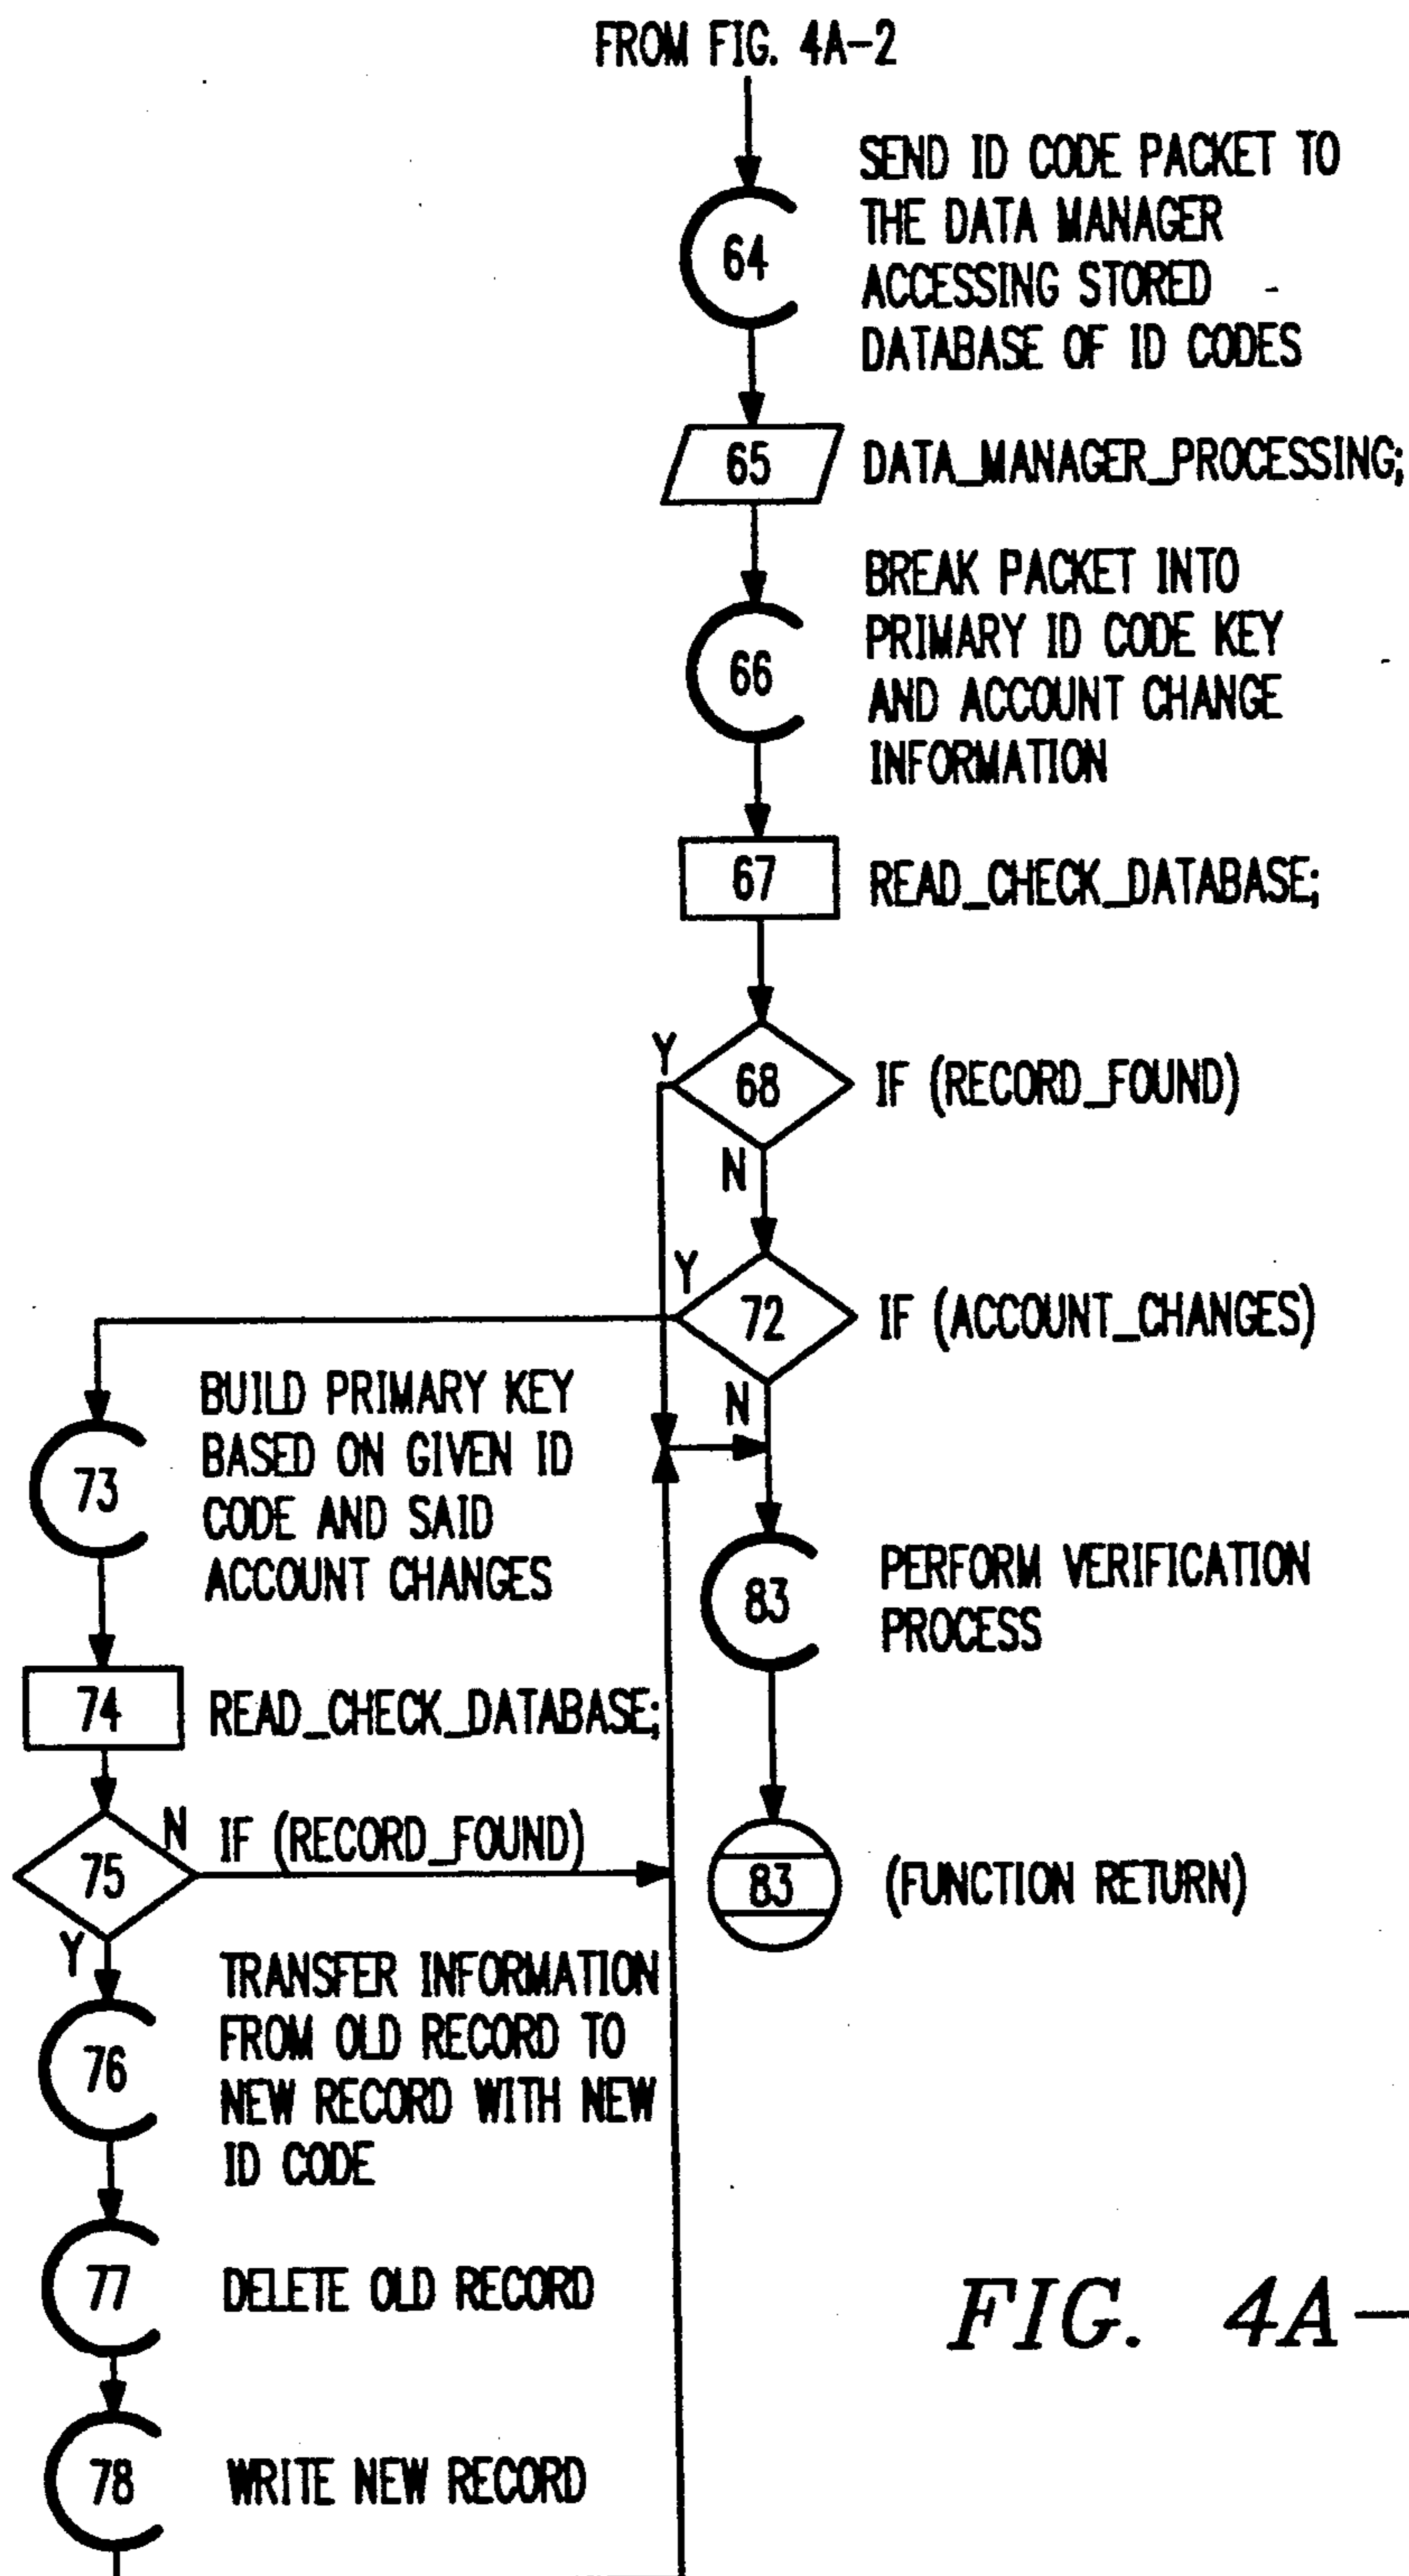 FROM FIG. 4A-2
64
SEND ID CODE PACKET TO
THE DATA MANAGER
ACCESSING STORED
DATABASE OF ID CODES
65
DATA_MANAGER_PROCESSING;
66
BREAK PACKET INTO
PRIMARY ID CODE KEY
AND ACCOUNT CHANGE
INFORMATION
67
READ_CHECK_DATABASE;
Y
68
IF (RECORD_FOUND)
N
Y
72
IF (ACCOUNT_CHANGES)
N
73
BUILD PRIMARY KEY
BASED ON GIVEN ID
CODE AND SAID
ACCOUNT CHANGES
83
PERFORM VERIFICATION
PROCESS
74
READ_CHECK_DATABASE;
75
N
IF (RECORD_FOUND)
Y
83
(FUNCTION RETURN)
76
TRANSFER INFORMATION
FROM OLD RECORD TO
NEW RECORD WITH NEW
ID CODE
77
DELETE OLD RECORD
FIG. 4A-
78
WRITE NEW RECORD